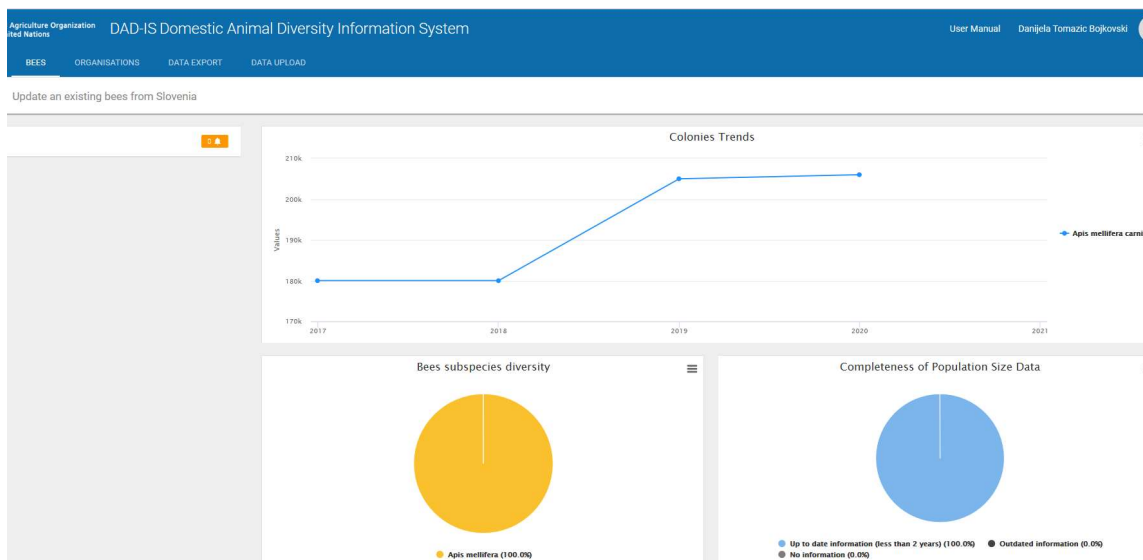 Agriculture Organization
ited Nations
DAD-IS Domestic Animal Diversity Information System
User Manual
Danijela Tomazic Bojkovski
BEES
ORGANISATIONS
DATA EXPORT
DATA UPLOAD
Update an existing bees from Slovenia
0
Colonies Trends
210k
200k
190k
180k
170k
Values
2017
2018
2019
2020
2021
Apis mellifera carni
Bees subspecies diversity
Apis mellifera (100.0%)
Completeness of Population Size Data
Up to date information (less than 2 years) (100.0%)
Outdated information (0.0%)
No information (0.0%)